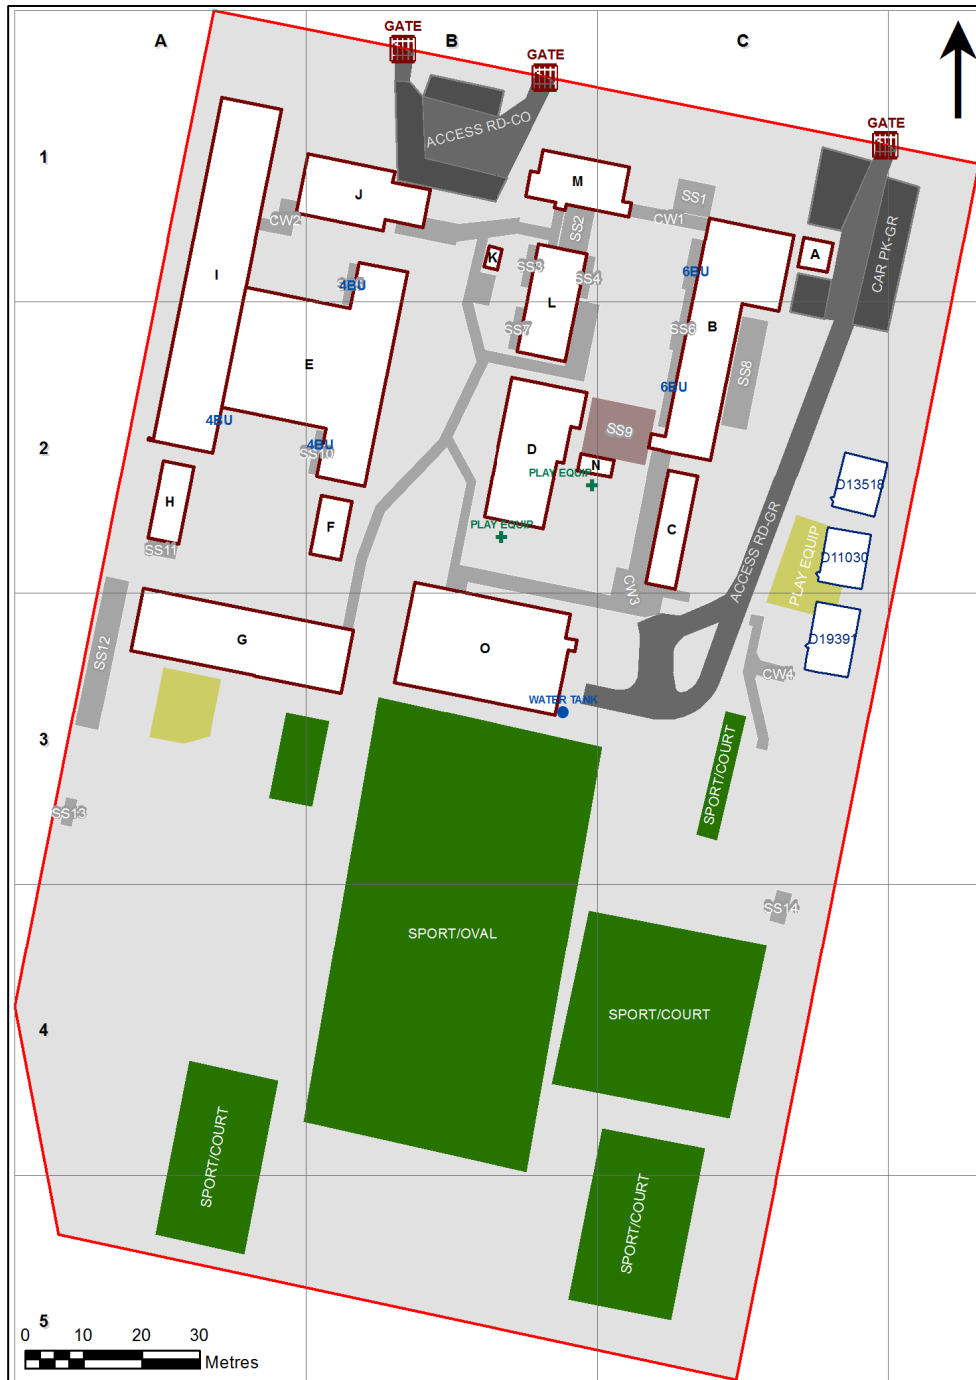 A
B
C
GATE
GATE
GATE
ACCESS RD-CO
1
M
J
SS1
CW1
CW2
SS2
CAR PK-GR
A
K
SS3
SS4
I
6BU
4BU
L
B
SS7
SS6
E
SS8
6BU
4BU
SS9
4BU
SS10
D
N
2
PLAY EQUIP
D13518
H
F
PLAY EQUIP
C
SS11
ACCESS RD-GR
PLAY EQUIP
D11030
CW3
G
O
SS12
D19391
CW4
WATER TANK
3
SPORT/COURT
SS13
SS14
SPORT/OVAL
SPORT/COURT
4
SPORT/COURT
SPORT/COURT
5
0 10 20 30
Metres